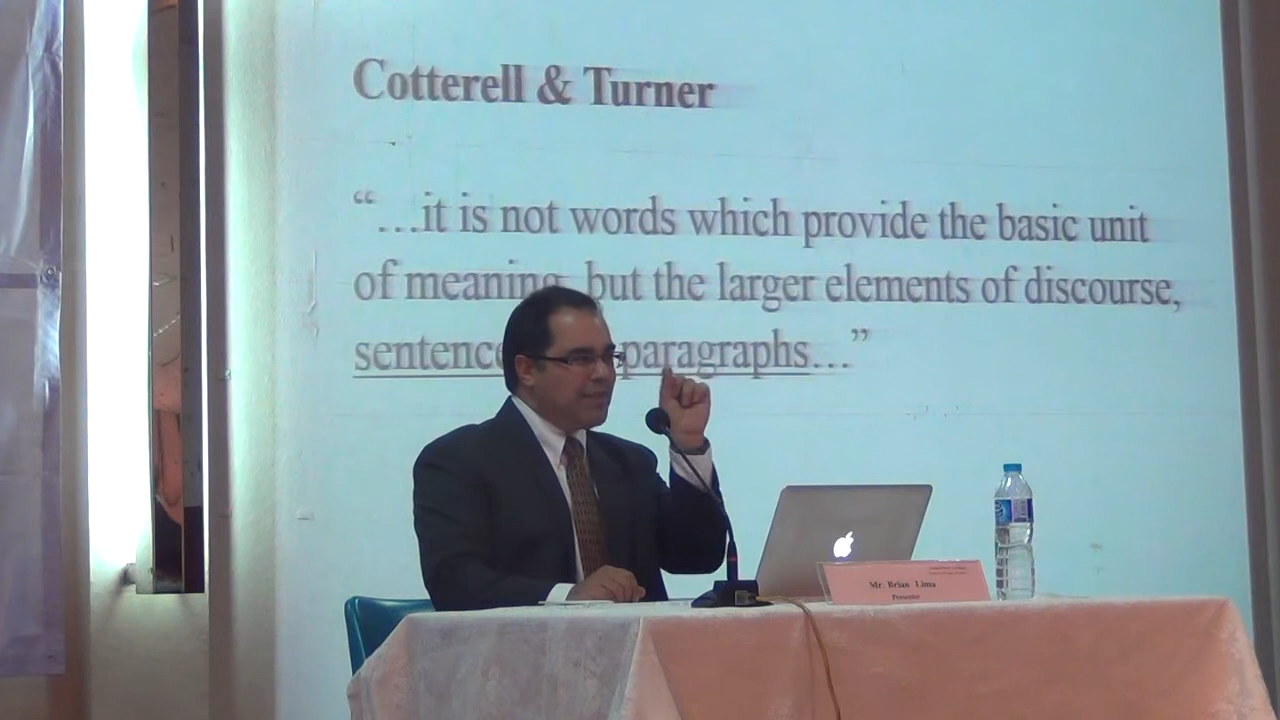 Cotterell & Turner
“…it is not words which provide the basic unit
of meaning, but the larger elements of discourse,
sentence paragraphs…”
Mr. Brian Lima
Presenter